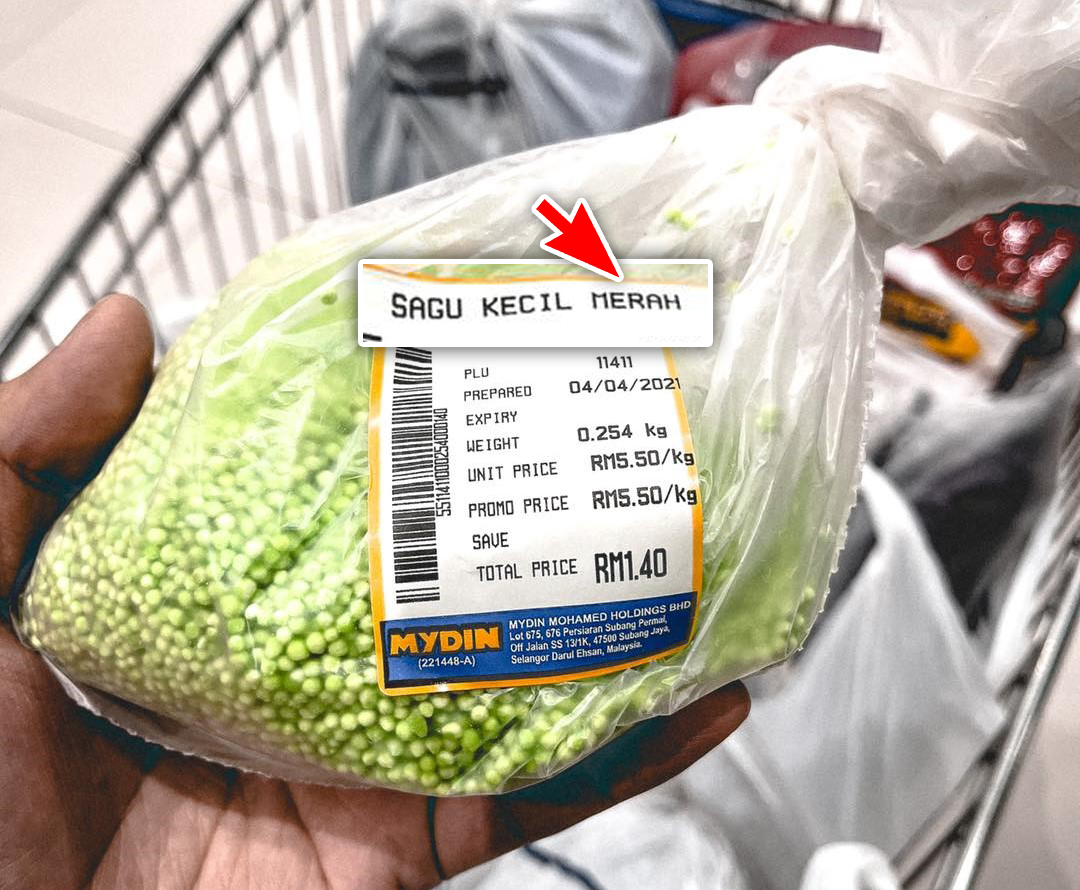 SAGU KECIL MERAH
PLU 11411
PREPARED 04/04/2021
EXPIRY
WEIGHT 0.254 kg
UNIT PRICE RM5.50/kg
PROMO PRICE RM5.50/kg
SAVE
TOTAL PRICE RM1.40
MYDIN
(221448-A)
MYDIN MOHAMED HOLDINGS BHD
Lot 675, 676 Persiaran Subang Permai,
Off Jalan SS 13/1K, 47500 Subang Jaya,
Selangor Darul Ehsan, Malaysia.